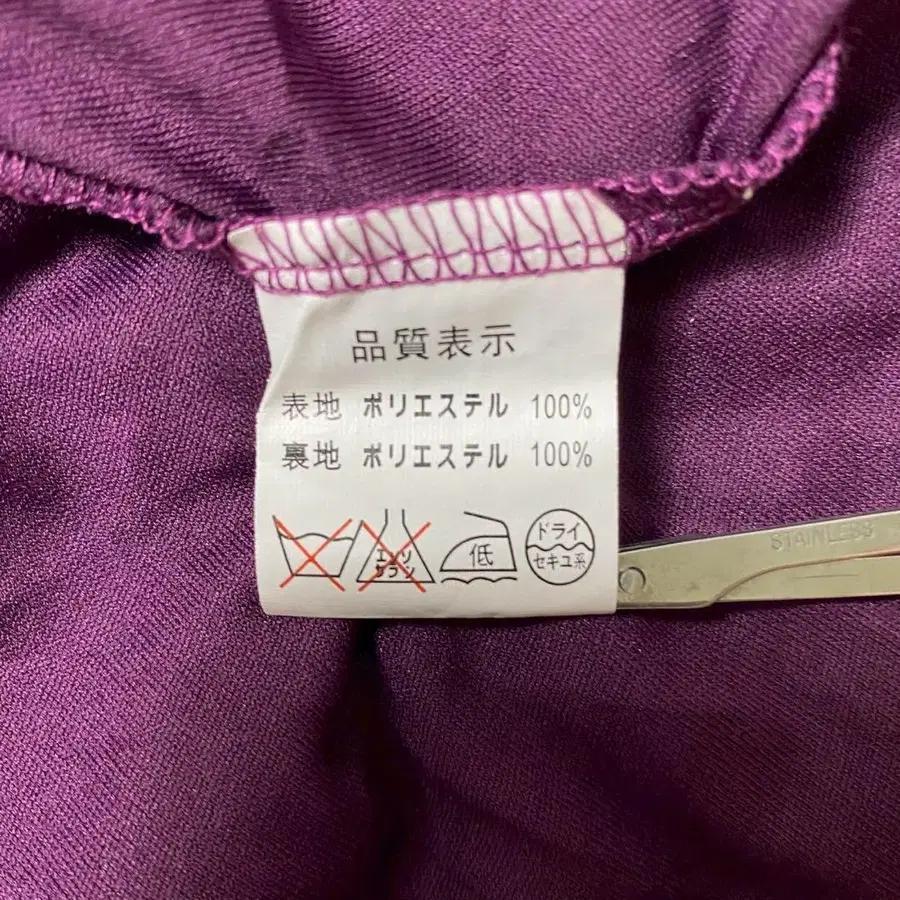 品質表示
表地 ポリエステル 100%
裏地 ポリエステル 100%
エンソ
サラシ
低
ドライ
セキユ系
STAINLESS